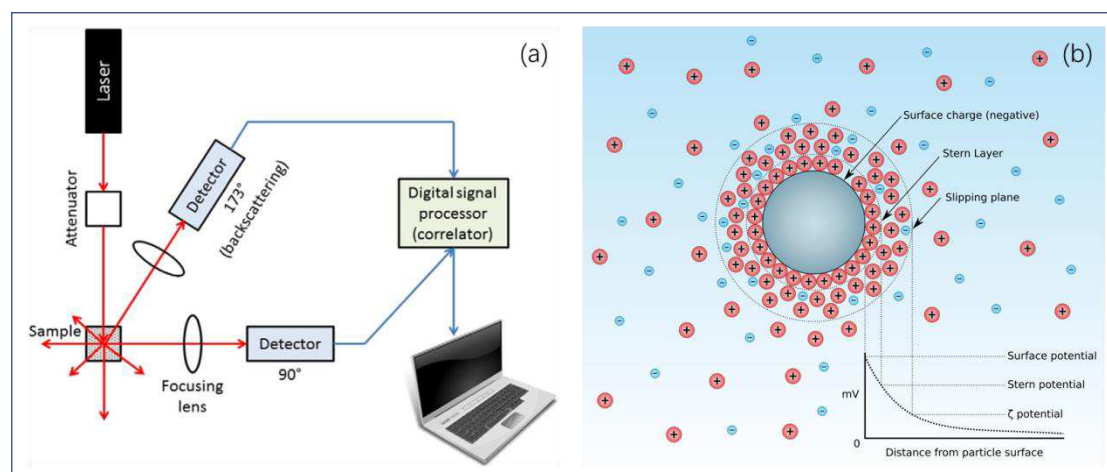 (a)
Laser
Attenuator
Detector
173°
(backscattering)
Digital signal
processor
(correlator)
Sample
Focusing
lens
Detector
90°
(b)
Surface charge (negative)
Stern Layer
Slipping plane
Surface potential
Stern potential
ζ potential
mV
0
Distance from particle surface